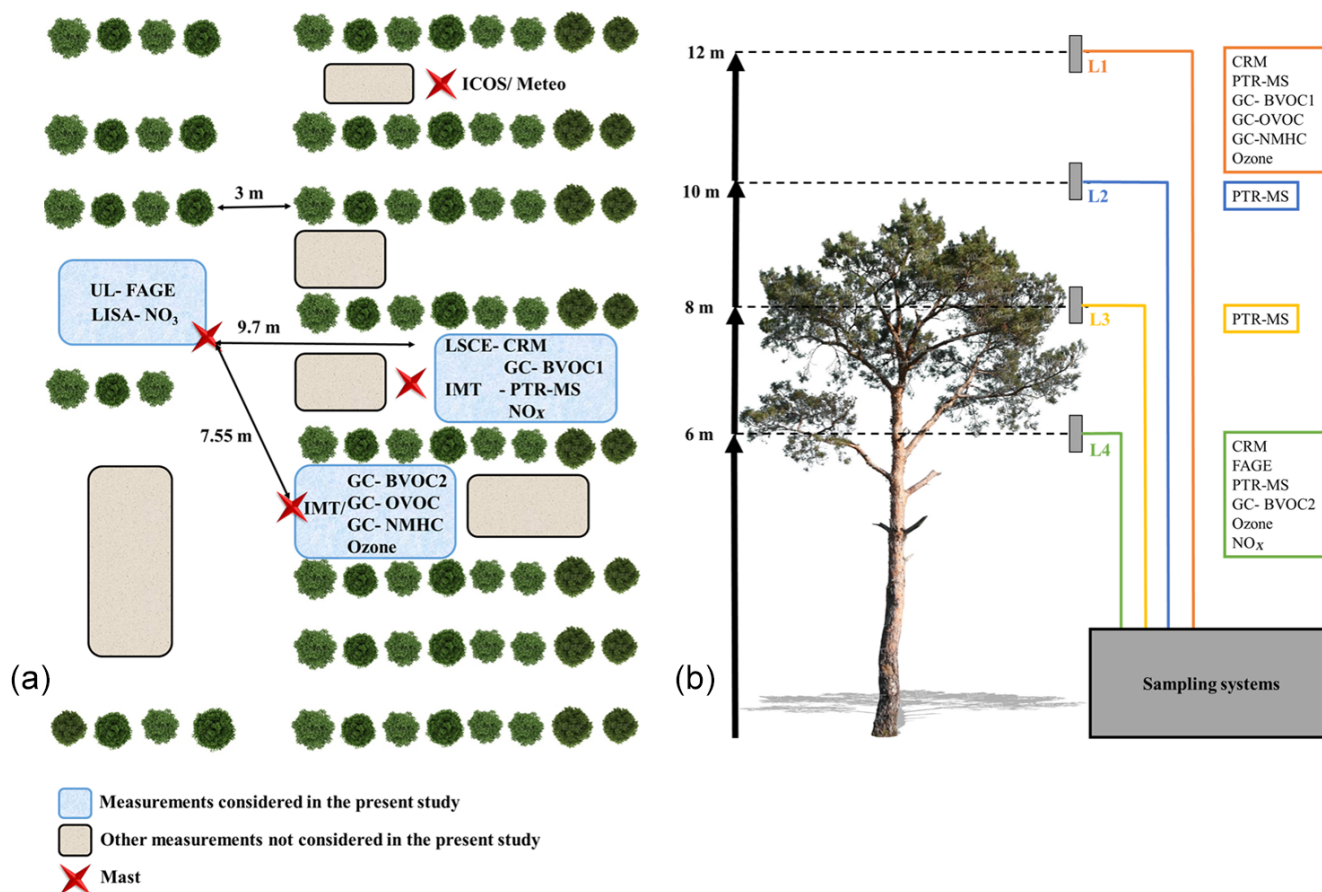 ICOS/ Meteo
3 m
UL- FAGE
LISA- NO₃
9.7 m
LSCE- CRM
GC- BVOC1
IMT - PTR-MS
NOx
7.55 m
GC- BVOC2
IMT/ GC- OVOC
GC- NMHC
Ozone
(a)
Measurements considered in the present study
Other measurements not considered in the present study
Mast
12 m
L1
CRM
PTR-MS
GC- BVOC1
GC-OVOC
GC-NMHC
Ozone
10 m
L2
PTR-MS
8 m
L3
PTR-MS
6 m
L4
CRM
FAGE
PTR-MS
GC- BVOC2
Ozone
NOx
Sampling systems
(b)